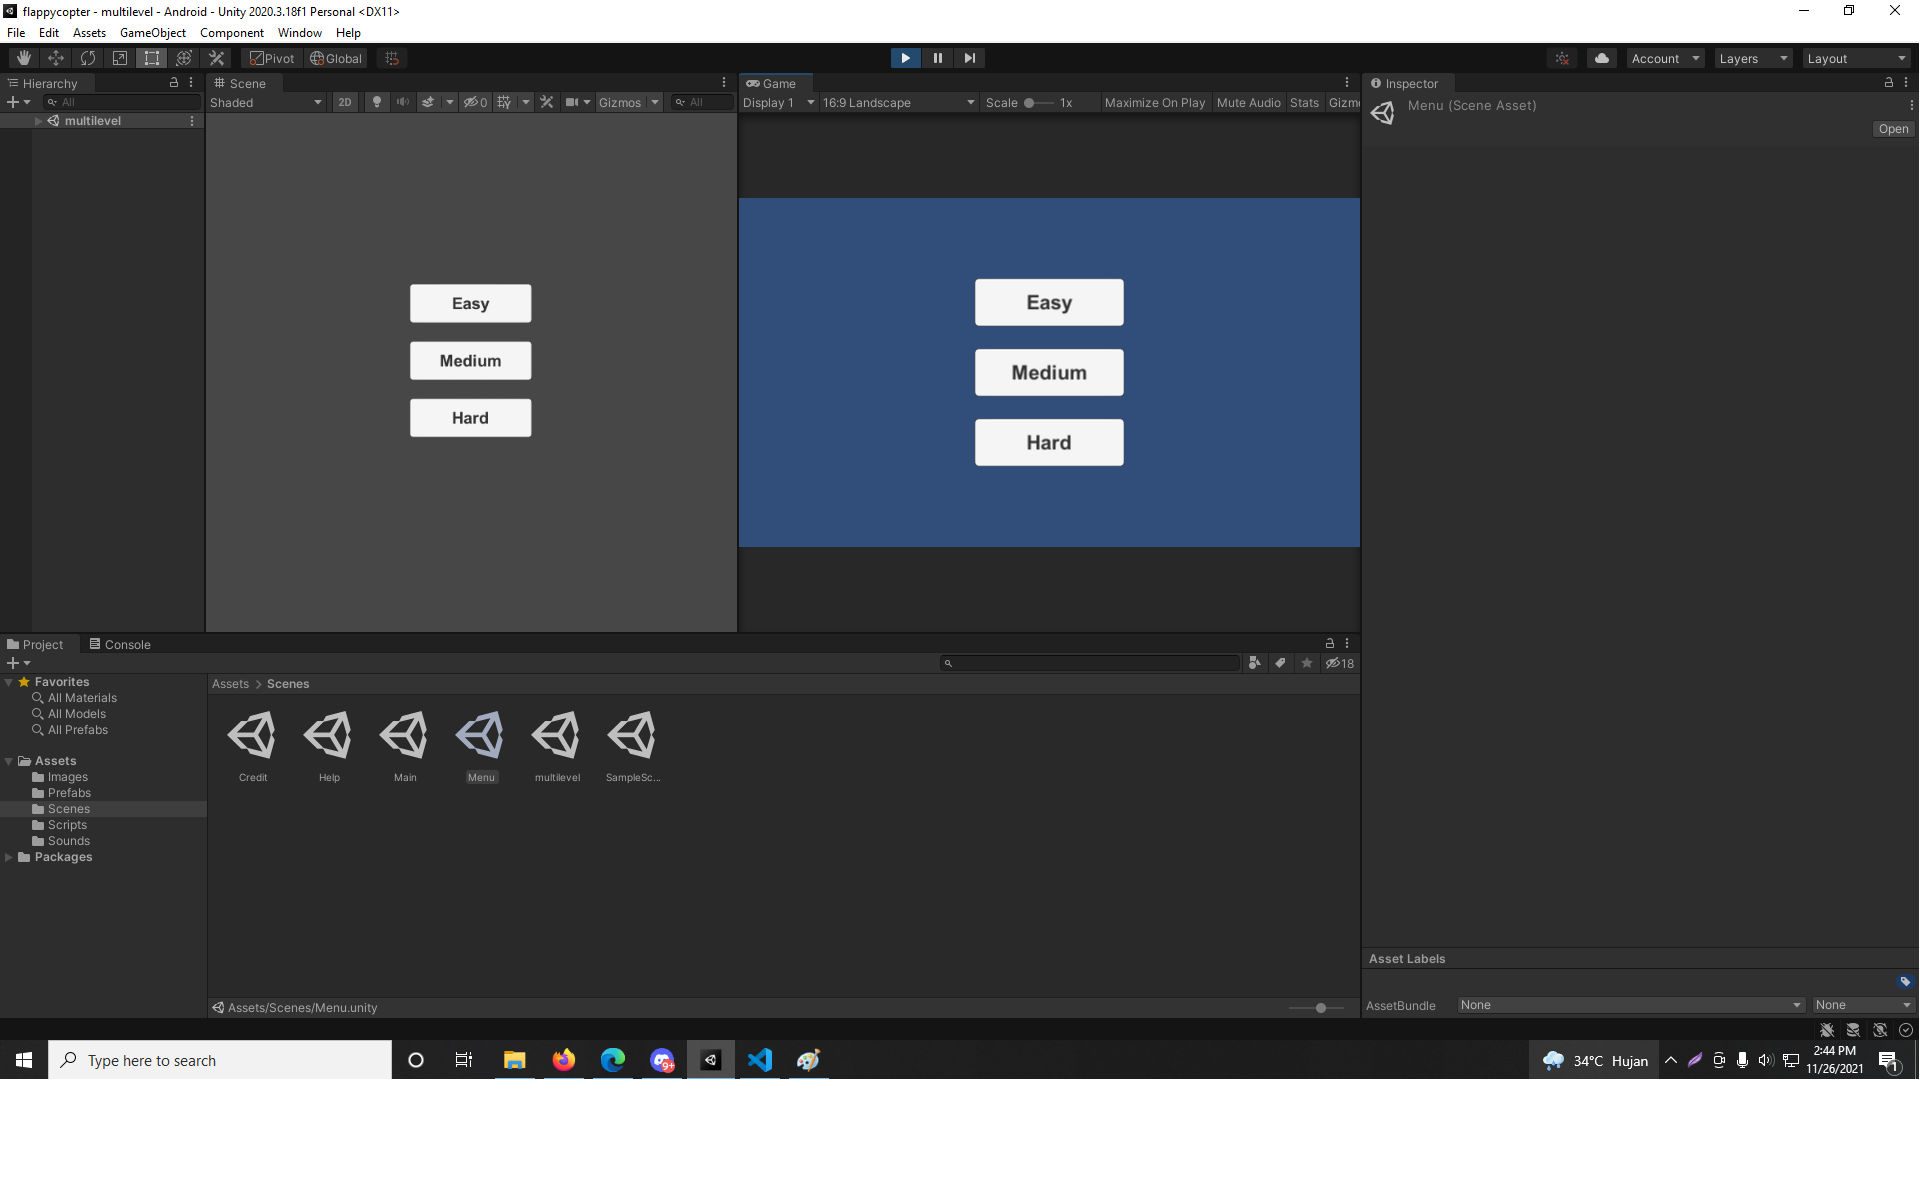 flappycopter - multilevel - Android - Unity 2020.3.18f1 Personal <DX11>
File Edit Assets GameObject Component Window Help
Pivot Global Account Layers Layout
Hierarchy Scene Game Inspector
All Shaded 2D 0 Gizmos All Display 1 16:9 Landscape Scale 1x Maximize On Play Mute Audio Stats Gizm
Menu (Scene Asset)
multilevel
Open
Easy
Medium
Hard
Easy
Medium
Hard
Project Console
18
Favorites
All Materials
All Models
All Prefabs
Assets
Images
Prefabs
Scenes
Scripts
Sounds
Packages
Assets > Scenes
Credit Help Main Menu multilevel SampleSc...
Assets/Scenes/Menu.unity
Asset Labels
AssetBundle None None
Type here to search
9+
34°C Hujan
2:44 PM
11/26/2021
1